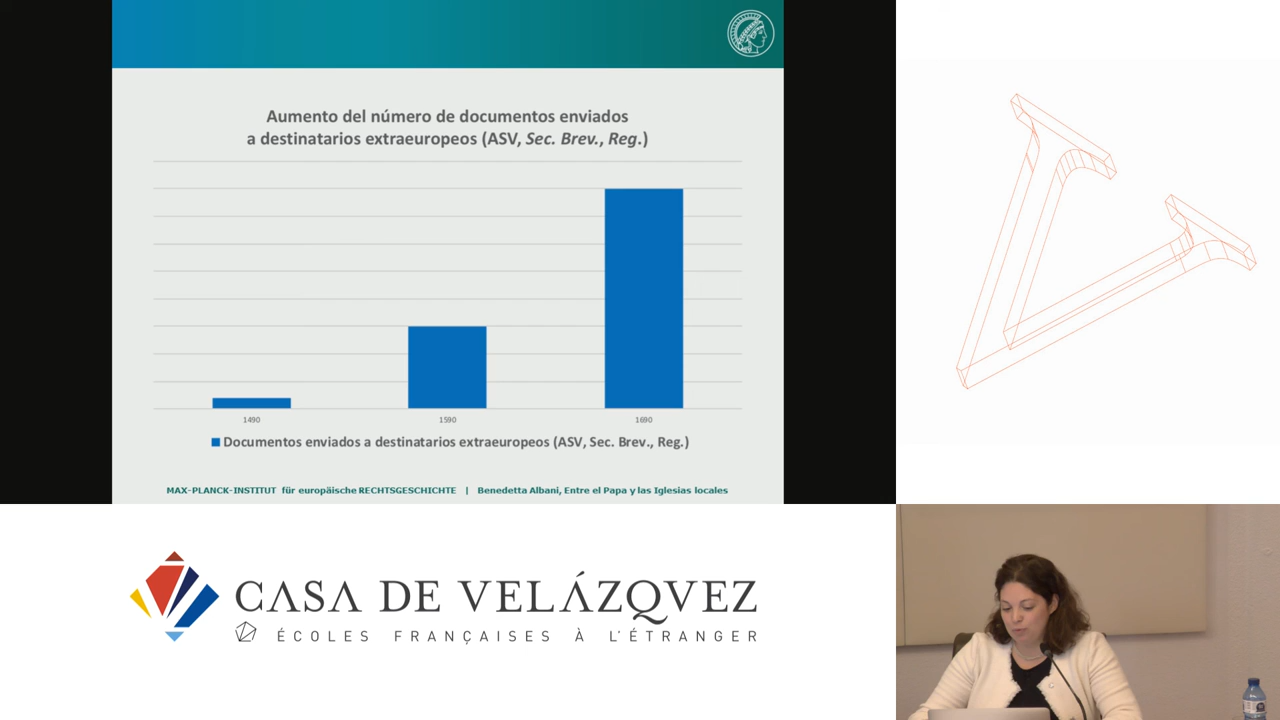 Aumento del número de documentos enviados
a destinatarios extraeuropeos (ASV, Sec. Brev., Reg.)
1490
1590
1690
Documentos enviados a destinatarios extraeuropeos (ASV, Sec. Brev., Reg.)
MAX-PLANCK-INSTITUT für europäische RECHTSGESCHICHTE | Benedetta Albani, Entre el Papa y las Iglesias locales
CASA DE VELÁZQVEZ
ÉCOLES FRANÇAISES À L'ÉTRANGER